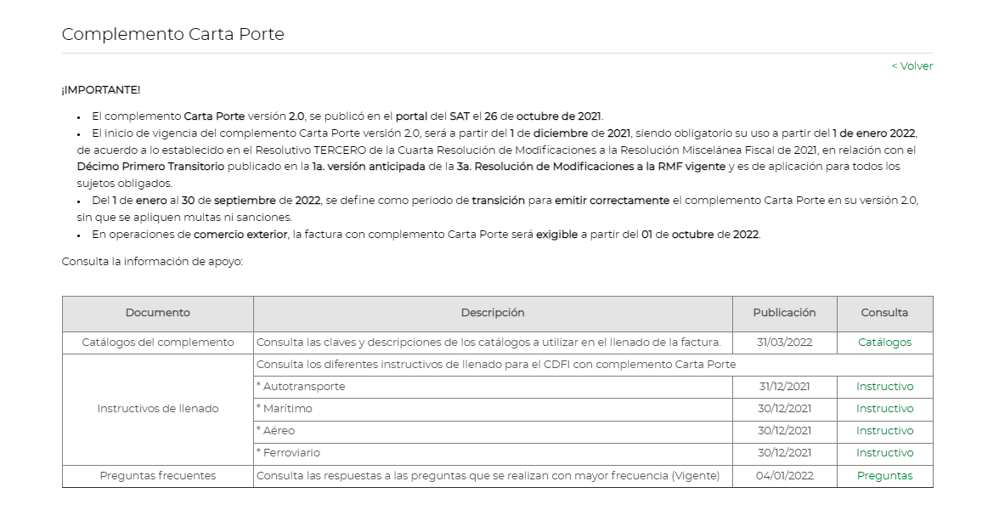 Complemento Carta Porte
< Volver
¡IMPORTANTE!
• El complemento Carta Porte versión 2.0, se publicó en el portal del SAT el 26 de octubre de 2021.
• El inicio de vigencia del complemento Carta Porte versión 2.0, será a partir del 1 de diciembre de 2021, siendo obligatorio su uso a partir del 1 de enero 2022,
de acuerdo a lo establecido en el Resolutivo TERCERO de la Cuarta Resolución de Modificaciones a la Resolución Miscelánea Fiscal de 2021, en relación con el
Décimo Primero Transitorio publicado en la 1a. versión anticipada de la 3a. Resolución de Modificaciones a la RMF vigente y es de aplicación para todos los
sujetos obligados.
• Del 1 de enero al 30 de septiembre de 2022, se define como periodo de transición para emitir correctamente el complemento Carta Porte en su versión 2.0,
sin que se apliquen multas ni sanciones.
• En operaciones de comercio exterior, la factura con complemento Carta Porte será exigible a partir del 01 de octubre de 2022.
Consulta la información de apoyo:
Documento Descripción Publicación Consulta
Catálogos del complemento Consulta las claves y descripciones de los catálogos a utilizar en el llenado de la factura. 31/03/2022 Catálogos
Consulta los diferentes instructivos de llenado para el CDFI con complemento Carta Porte
* Autotransporte 31/12/2021 Instructivo
Instructivos de llenado * Marítimo 30/12/2021 Instructivo
* Aéreo 30/12/2021 Instructivo
* Ferroviario 30/12/2021 Instructivo
Preguntas frecuentes Consulta las respuestas a las preguntas que se realizan con mayor frecuencia (Vigente) 04/01/2022 Preguntas